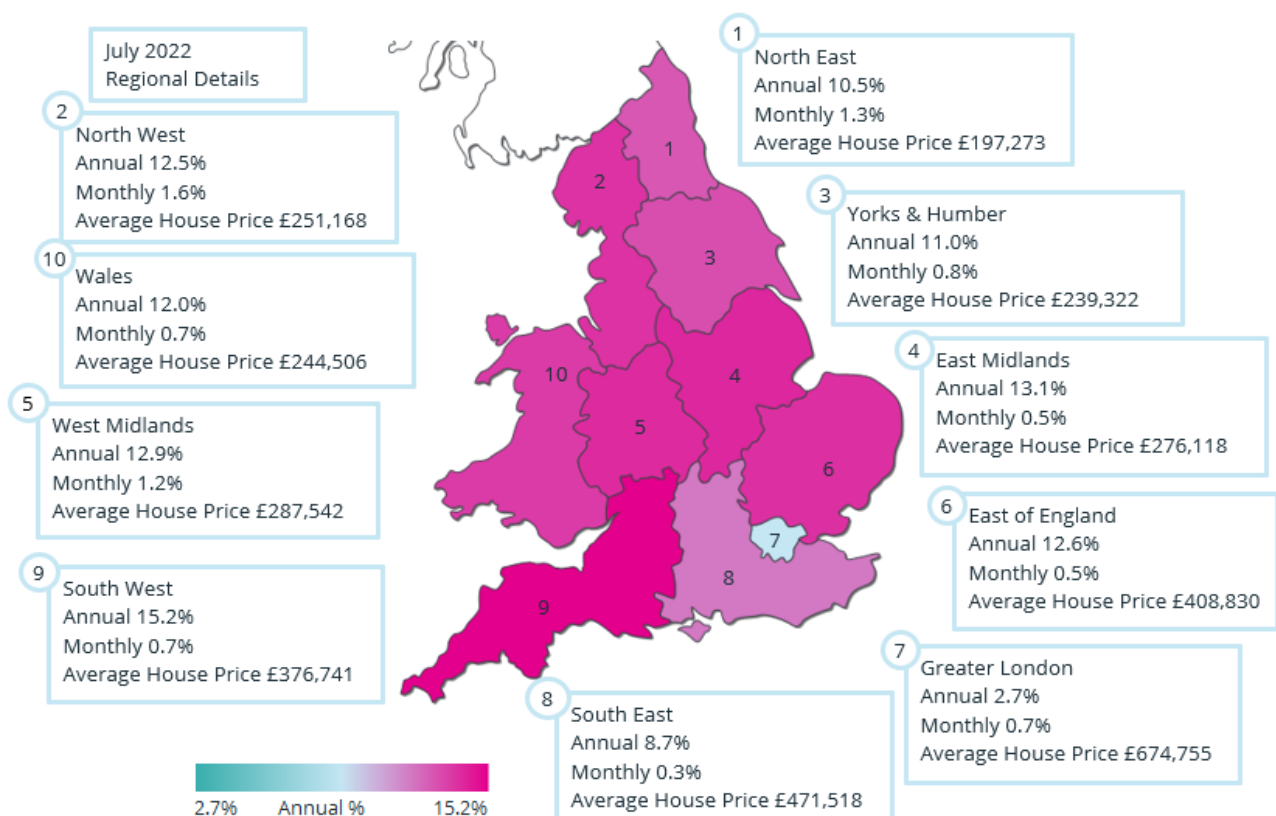 July 2022
Regional Details
1
North East
Annual 10.5%
Monthly 1.3%
Average House Price £197,273
2
North West
Annual 12.5%
Monthly 1.6%
Average House Price £251,168
3
Yorks & Humber
Annual 11.0%
Monthly 0.8%
Average House Price £239,322
10
Wales
Annual 12.0%
Monthly 0.7%
Average House Price £244,506
4
East Midlands
Annual 13.1%
Monthly 0.5%
Average House Price £276,118
5
West Midlands
Annual 12.9%
Monthly 1.2%
Average House Price £287,542
6
East of England
Annual 12.6%
Monthly 0.5%
Average House Price £408,830
9
South West
Annual 15.2%
Monthly 0.7%
Average House Price £376,741
7
Greater London
Annual 2.7%
Monthly 0.7%
Average House Price £674,755
8
South East
Annual 8.7%
Monthly 0.3%
Average House Price £471,518
1
2
3
10
4
5
6
7
8
9
2.7% Annual % 15.2%